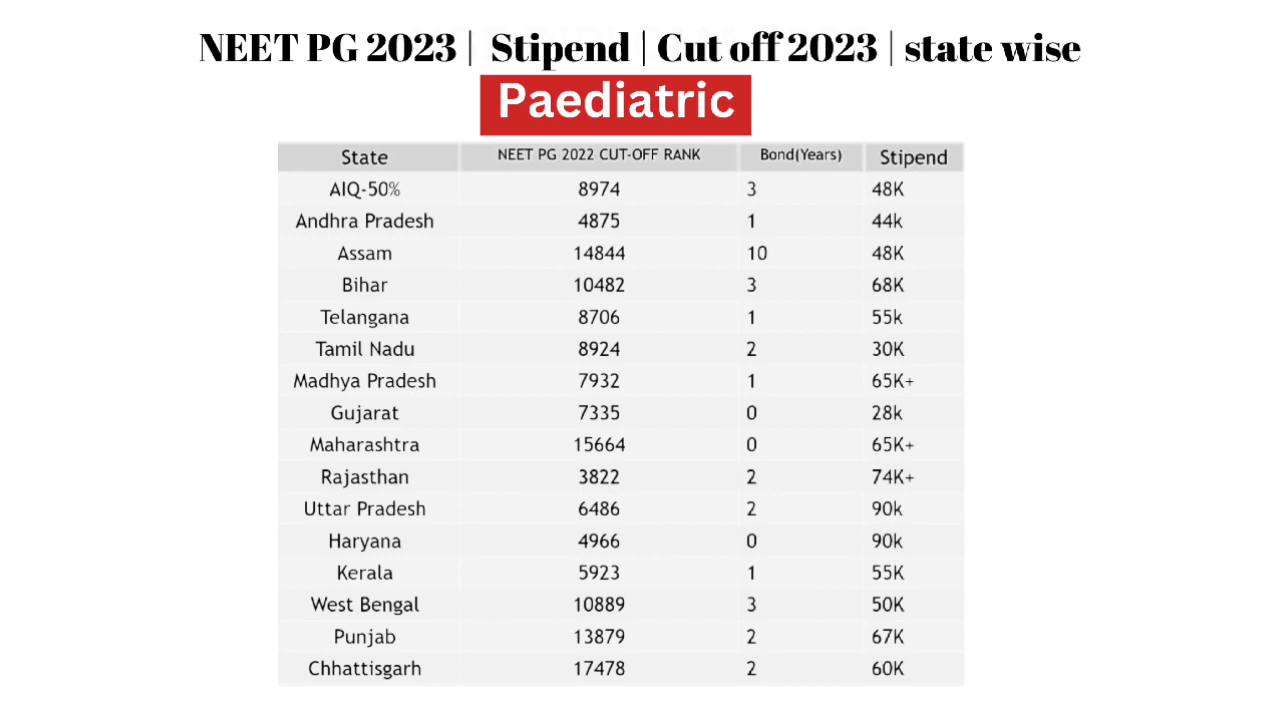 NEET PG 2023 | Stipend | Cut off 2023 | state wise
Paediatric
State NEET PG 2022 CUT-OFF RANK Bond(Years) Stipend
AIQ-50% 8974 3 48K
Andhra Pradesh 4875 1 44k
Assam 14844 10 48K
Bihar 10482 3 68K
Telangana 8706 1 55k
Tamil Nadu 8924 2 30K
Madhya Pradesh 7932 1 65K+
Gujarat 7335 0 28k
Maharashtra 15664 0 65K+
Rajasthan 3822 2 74K+
Uttar Pradesh 6486 2 90k
Haryana 4966 0 90k
Kerala 5923 1 55K
West Bengal 10889 3 50K
Punjab 13879 2 67K
Chhattisgarh 17478 2 60K